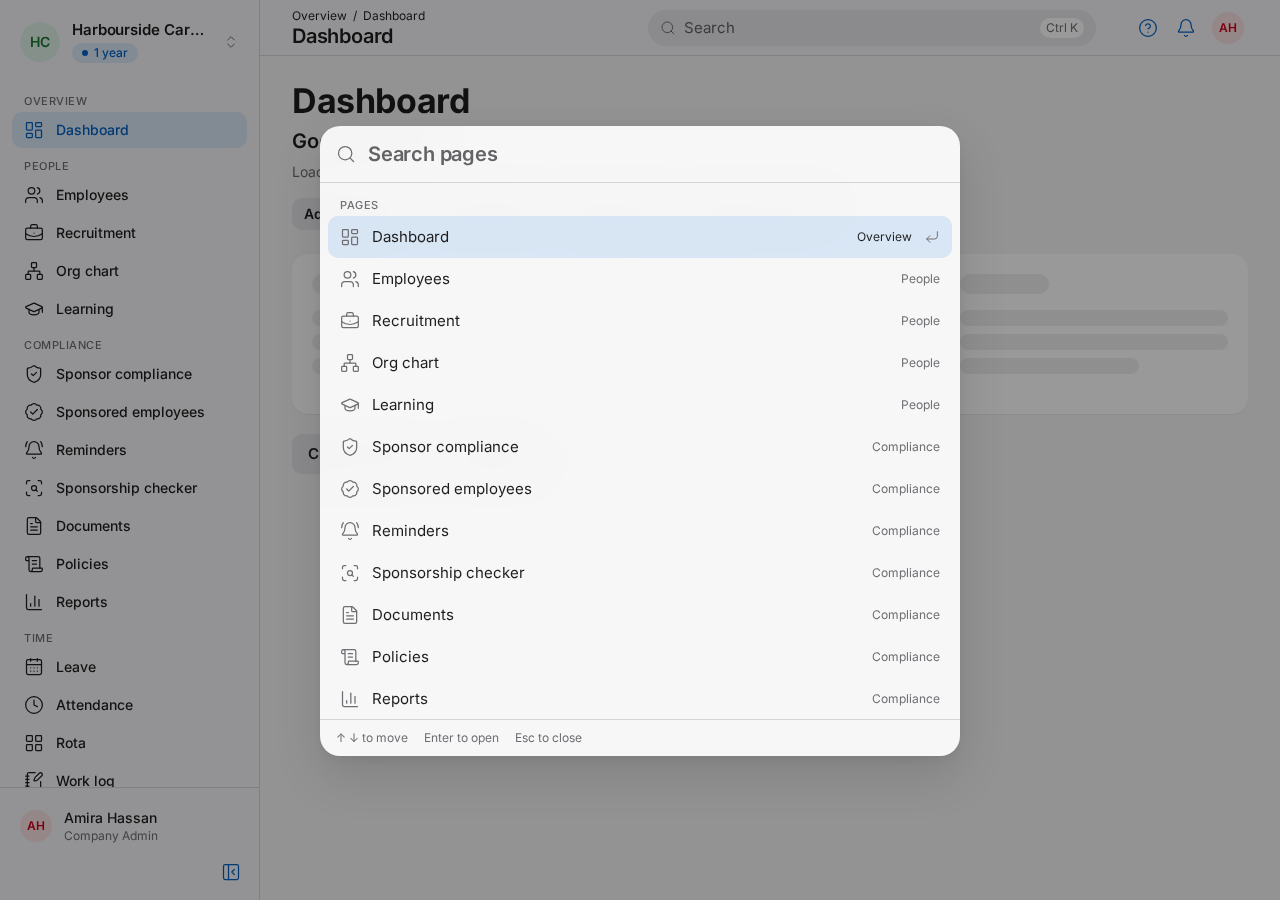 HC
Harbourside Car...
1 year
OVERVIEW
Dashboard
PEOPLE
Employees
Recruitment
Org chart
Learning
COMPLIANCE
Sponsor compliance
Sponsored employees
Reminders
Sponsorship checker
Documents
Policies
Reports
TIME
Leave
Attendance
Rota
Work log
AH
Amira Hassan
Company Admin
Overview / Dashboard
Dashboard
Search
Ctrl K
AH
Dashboard
Search pages
PAGES
Dashboard Overview
Employees People
Recruitment People
Org chart People
Learning People
Sponsor compliance Compliance
Sponsored employees Compliance
Reminders Compliance
Sponsorship checker Compliance
Documents Compliance
Policies Compliance
Reports Compliance
↑ ↓ to move Enter to open Esc to close